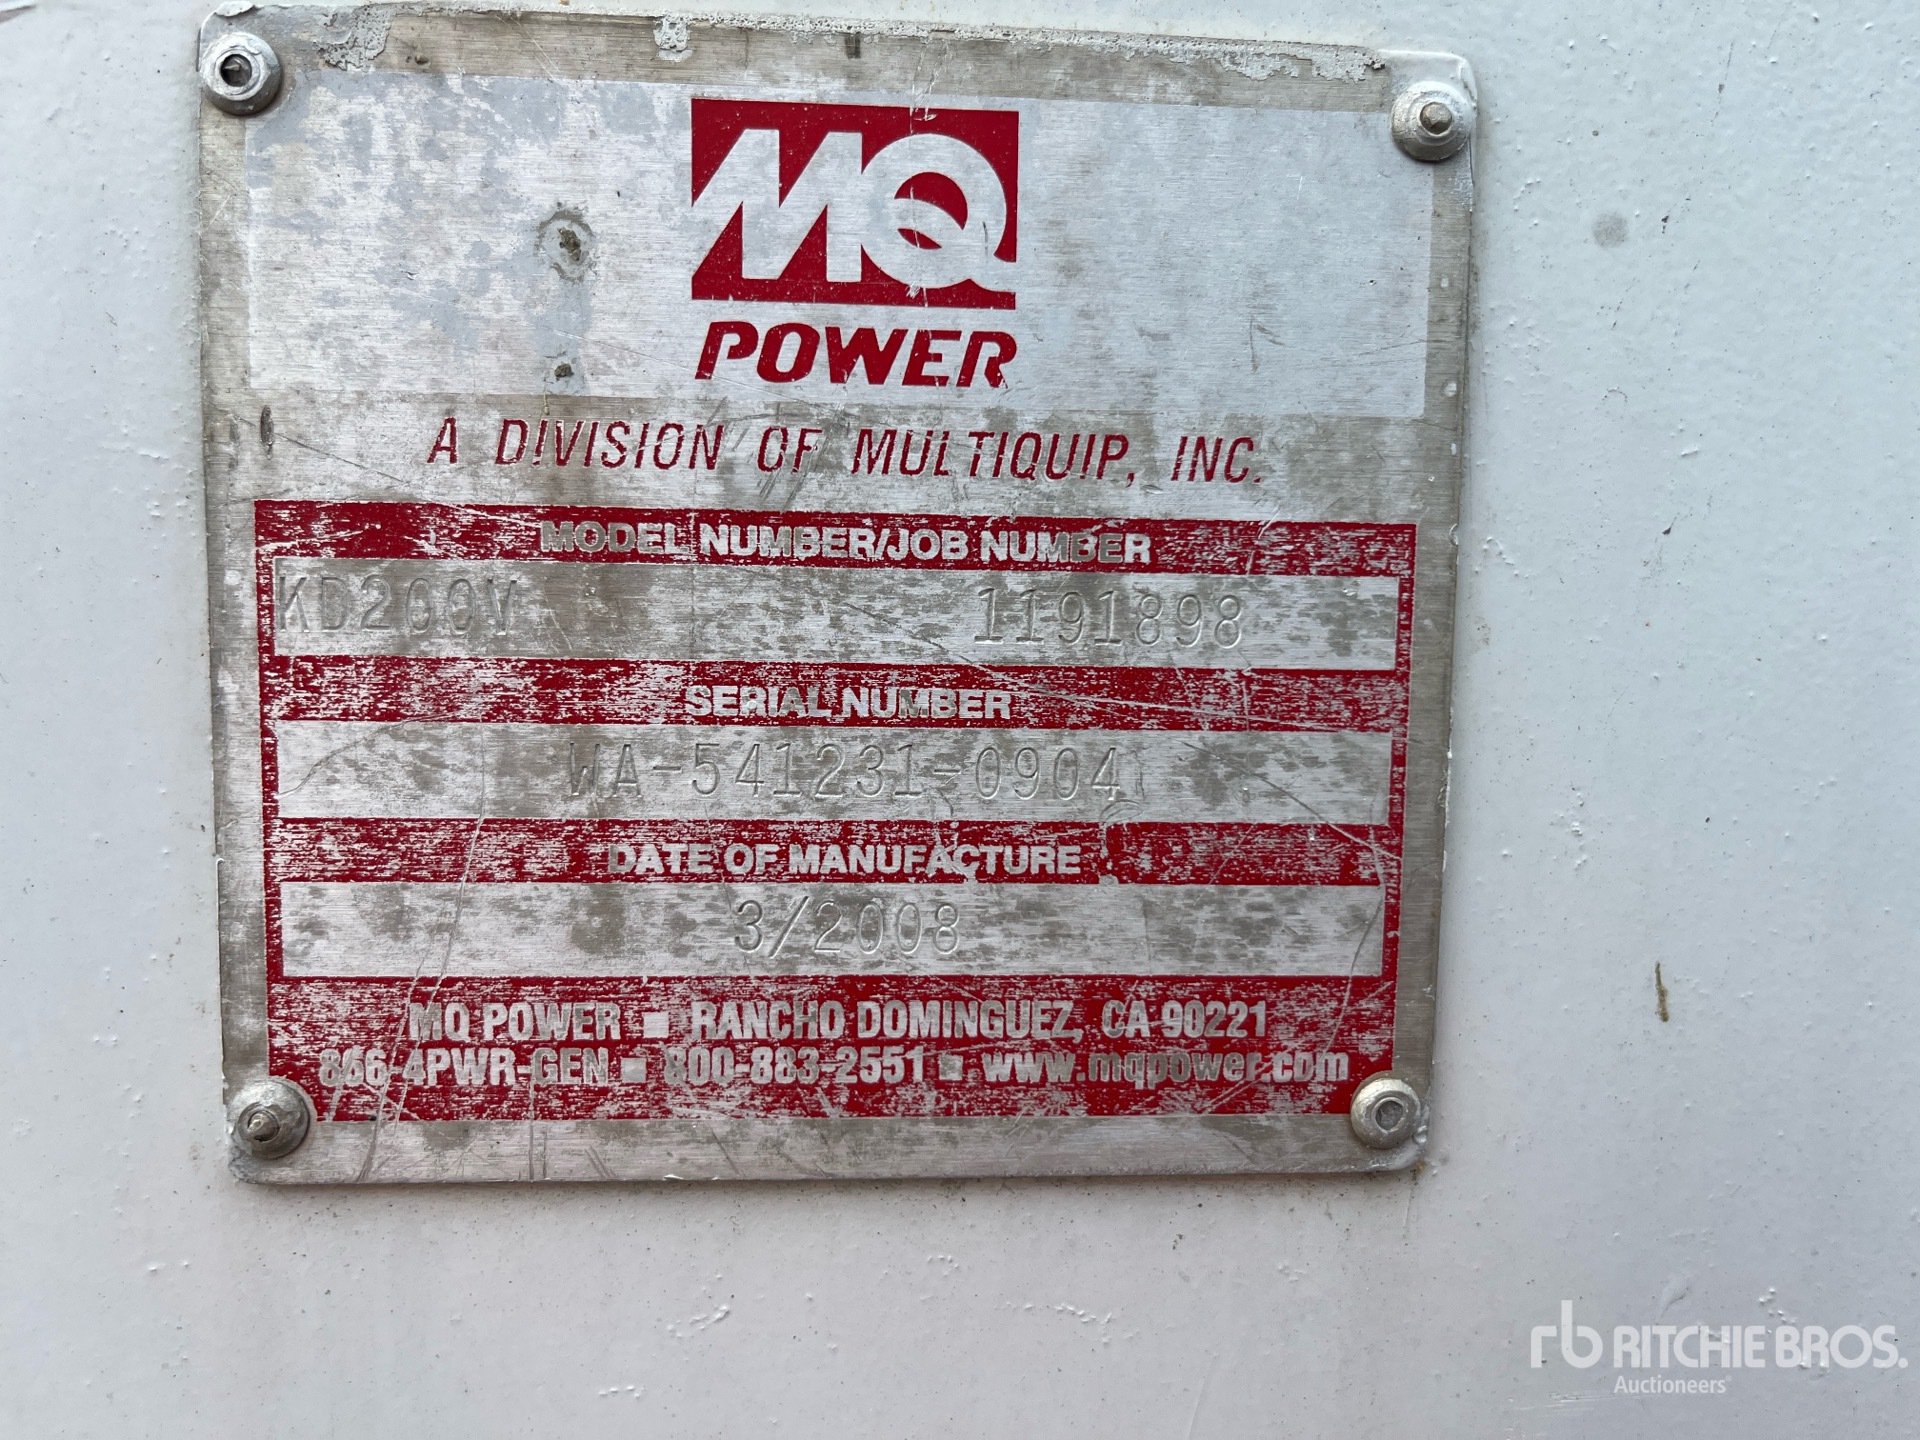 MQ
POWER
A DIVISION OF MULTIQUIP, INC.
MODEL NUMBER/JOB NUMBER
KD200V 1191898
SERIAL NUMBER
WA-541231-0904
DATE OF MANUFACTURE
3/2008
MQ POWER ■ RANCHO DOMINGUEZ, CA 90221
866-4PWR-GEN ■ 800-883-2551 ■ www.mqpower.com
rb RITCHIE BROS.
Auctioneers